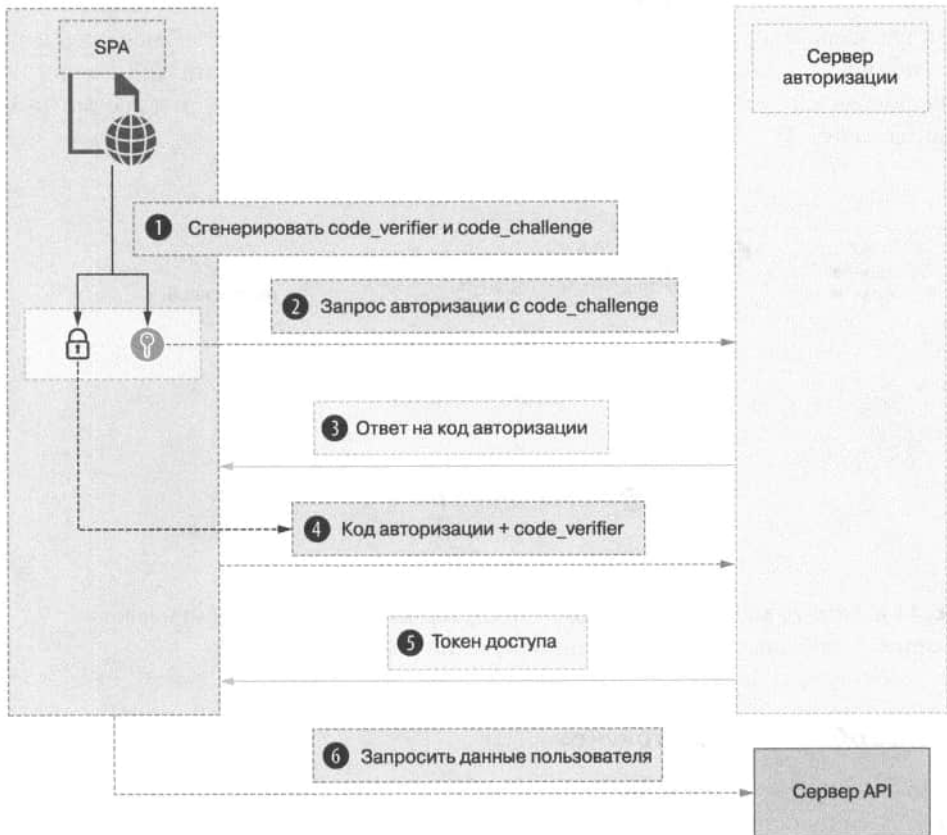 SPA
Сервер
авторизации
1 Сгенерировать code_verifier и code_challenge
2 Запрос авторизации с code_challenge
3 Ответ на код авторизации
4 Код авторизации + code_verifier
5 Токен доступа
6 Запросить данные пользователя
Сервер API